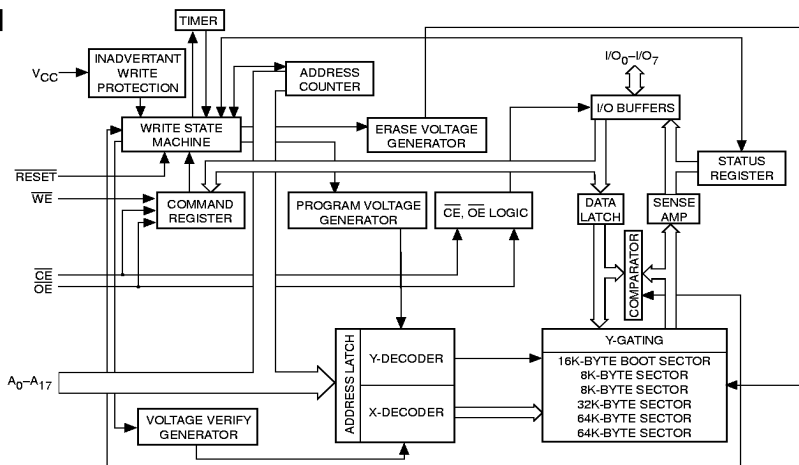 TIMER
INADVERTANT
WRITE
PROTECTION
VCC
ADDRESS
COUNTER
I/O0–I/O7
I/O BUFFERS
WRITE STATE
MACHINE
ERASE VOLTAGE
GENERATOR
STATUS
REGISTER
RESET
WE
COMMAND
REGISTER
PROGRAM VOLTAGE
GENERATOR
CE, OE LOGIC
DATA
LATCH
SENSE
AMP
COMPARATOR
CE
OE
A0–A17
ADDRESS LATCH
Y-DECODER
X-DECODER
Y-GATING
16K-BYTE BOOT SECTOR
8K-BYTE SECTOR
8K-BYTE SECTOR
32K-BYTE SECTOR
64K-BYTE SECTOR
64K-BYTE SECTOR
VOLTAGE VERIFY
GENERATOR